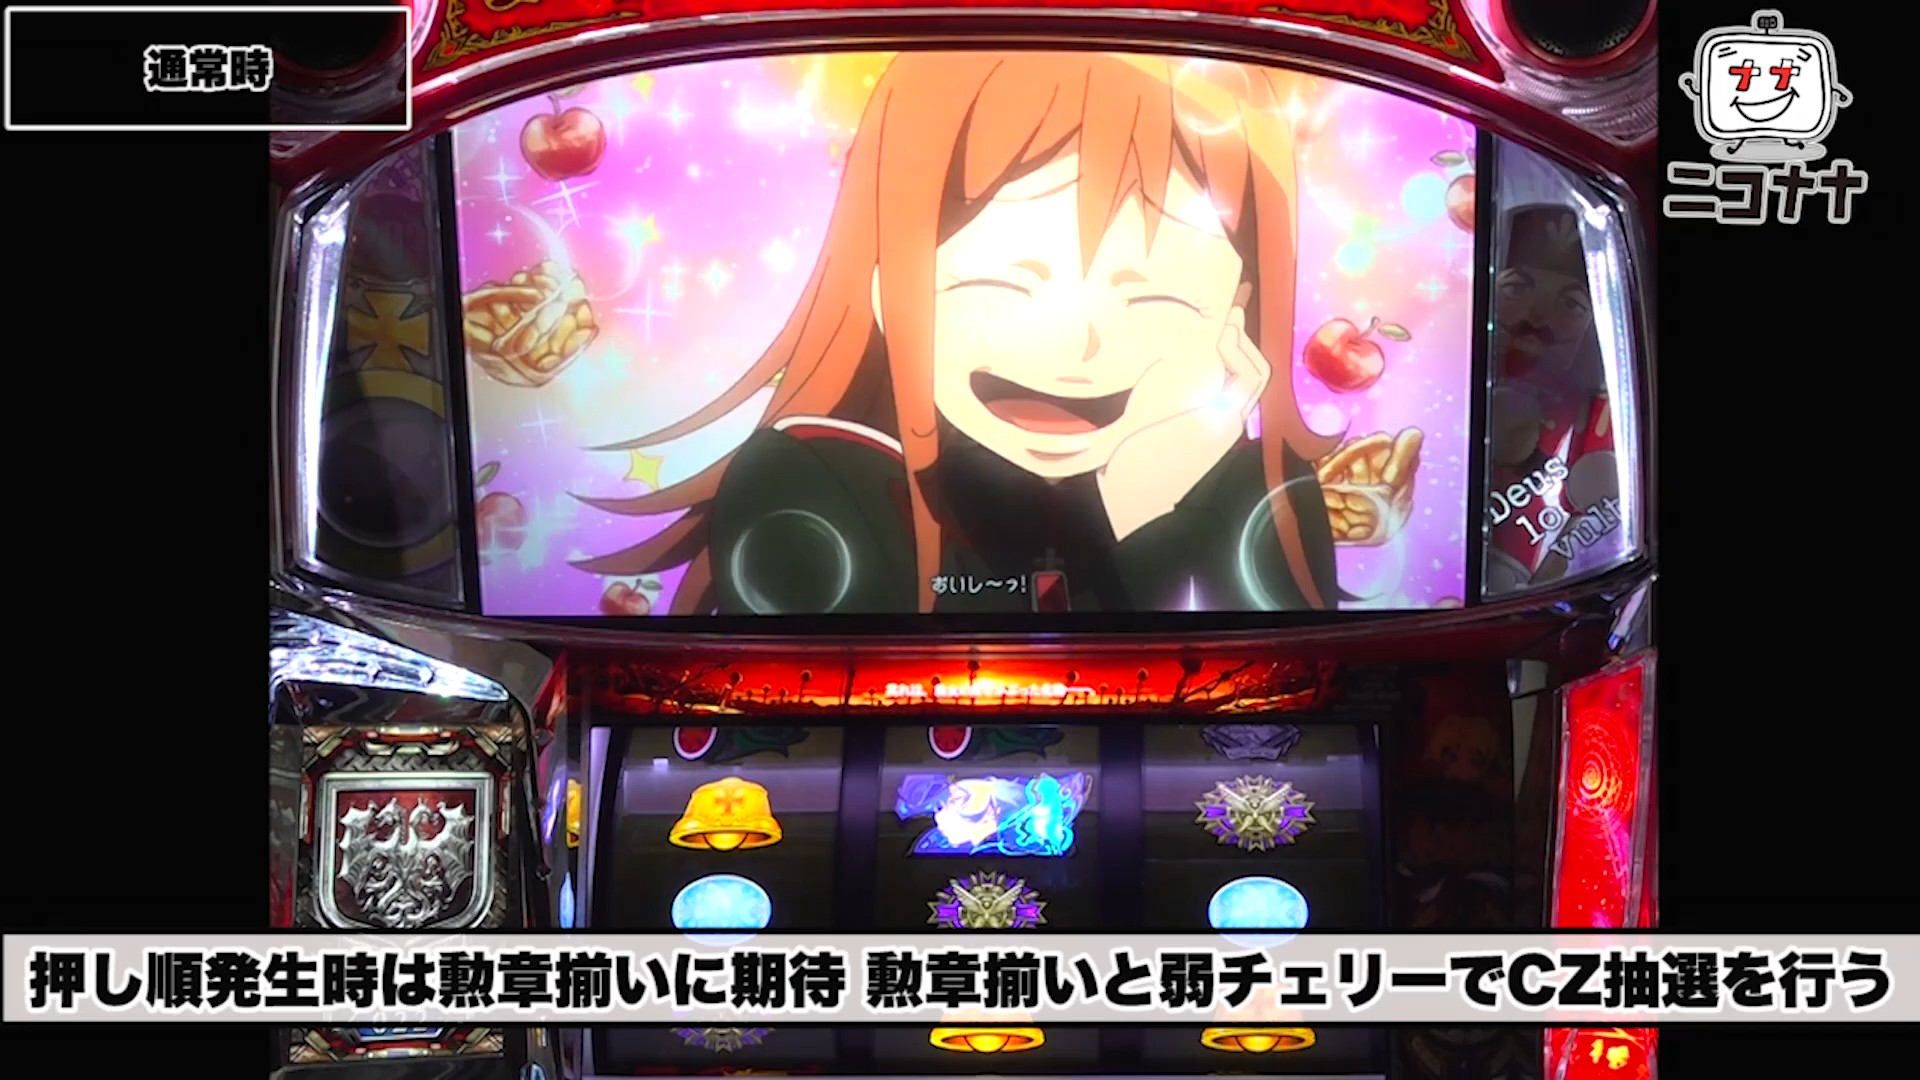 通常時
ナナ
ニコナナ
Deus
lo vult
おいし〜っ!
押し順発生時は勲章揃いに期待 勲章揃いと弱チェリーでCZ抽選を行う